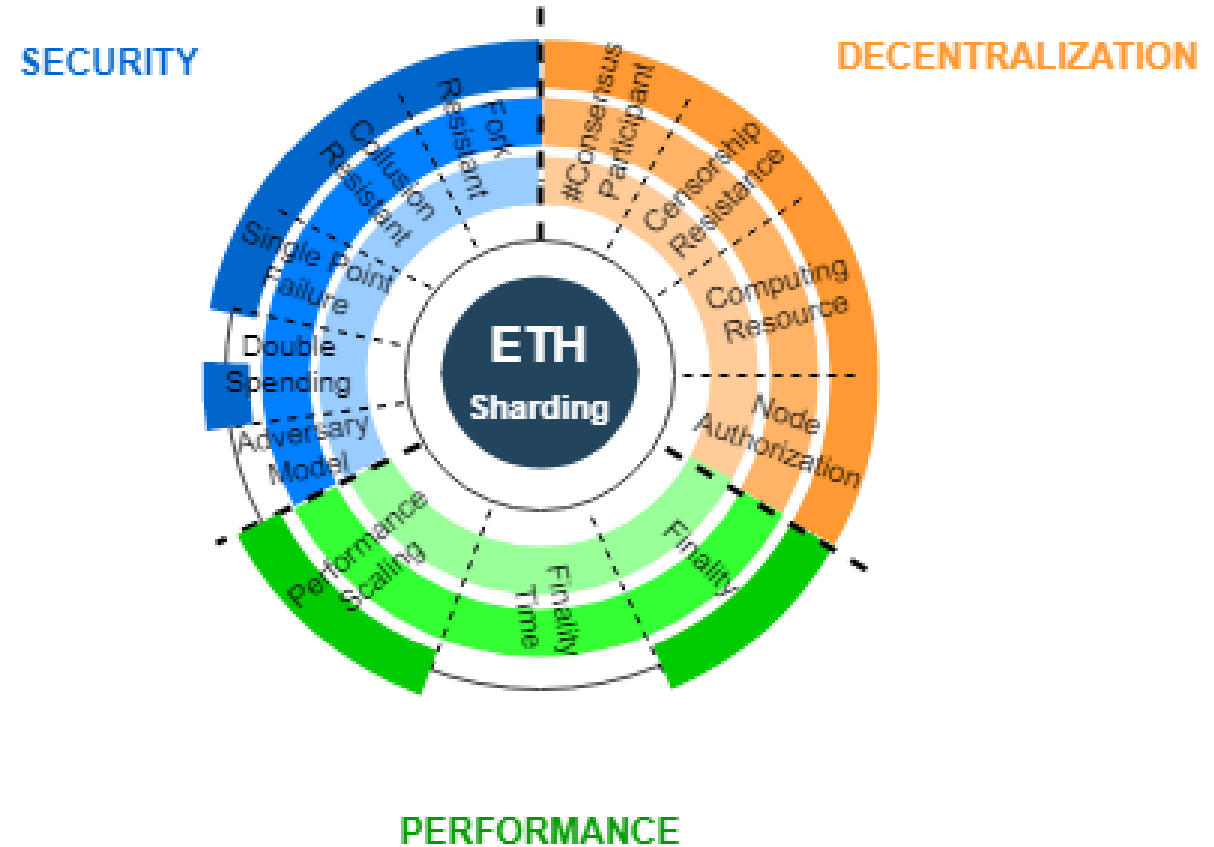 SECURITY
DECENTRALIZATION
#Consensus
Participant
Censorship
Resistance
Computing
Resource
Node
Authorization
Finality
Finality
Time
Performance
Scaling
Adversary
Model
Double
Spending
Single Point
Failure
Collusion
Resistant
Fork
Resistant
ETH
Sharding
PERFORMANCE